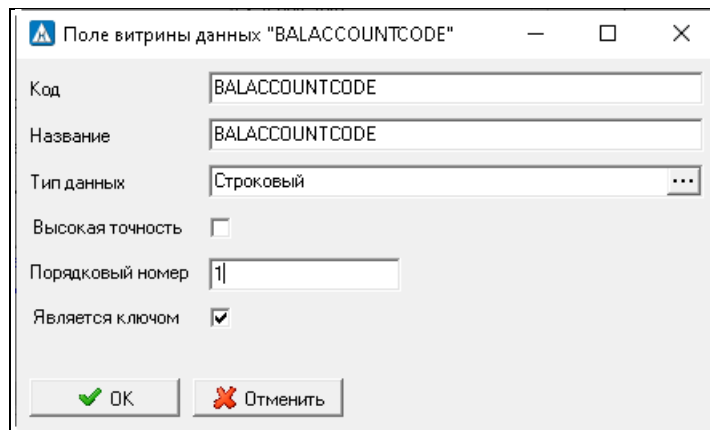 Поле витрины данных "BALACCOUNTCODE"
Код BALACCOUNTCODE
Название BALACCOUNTCODE
Тип данных Строковый ...
Высокая точность
Порядковый номер 1
Является ключом
OK Отменить